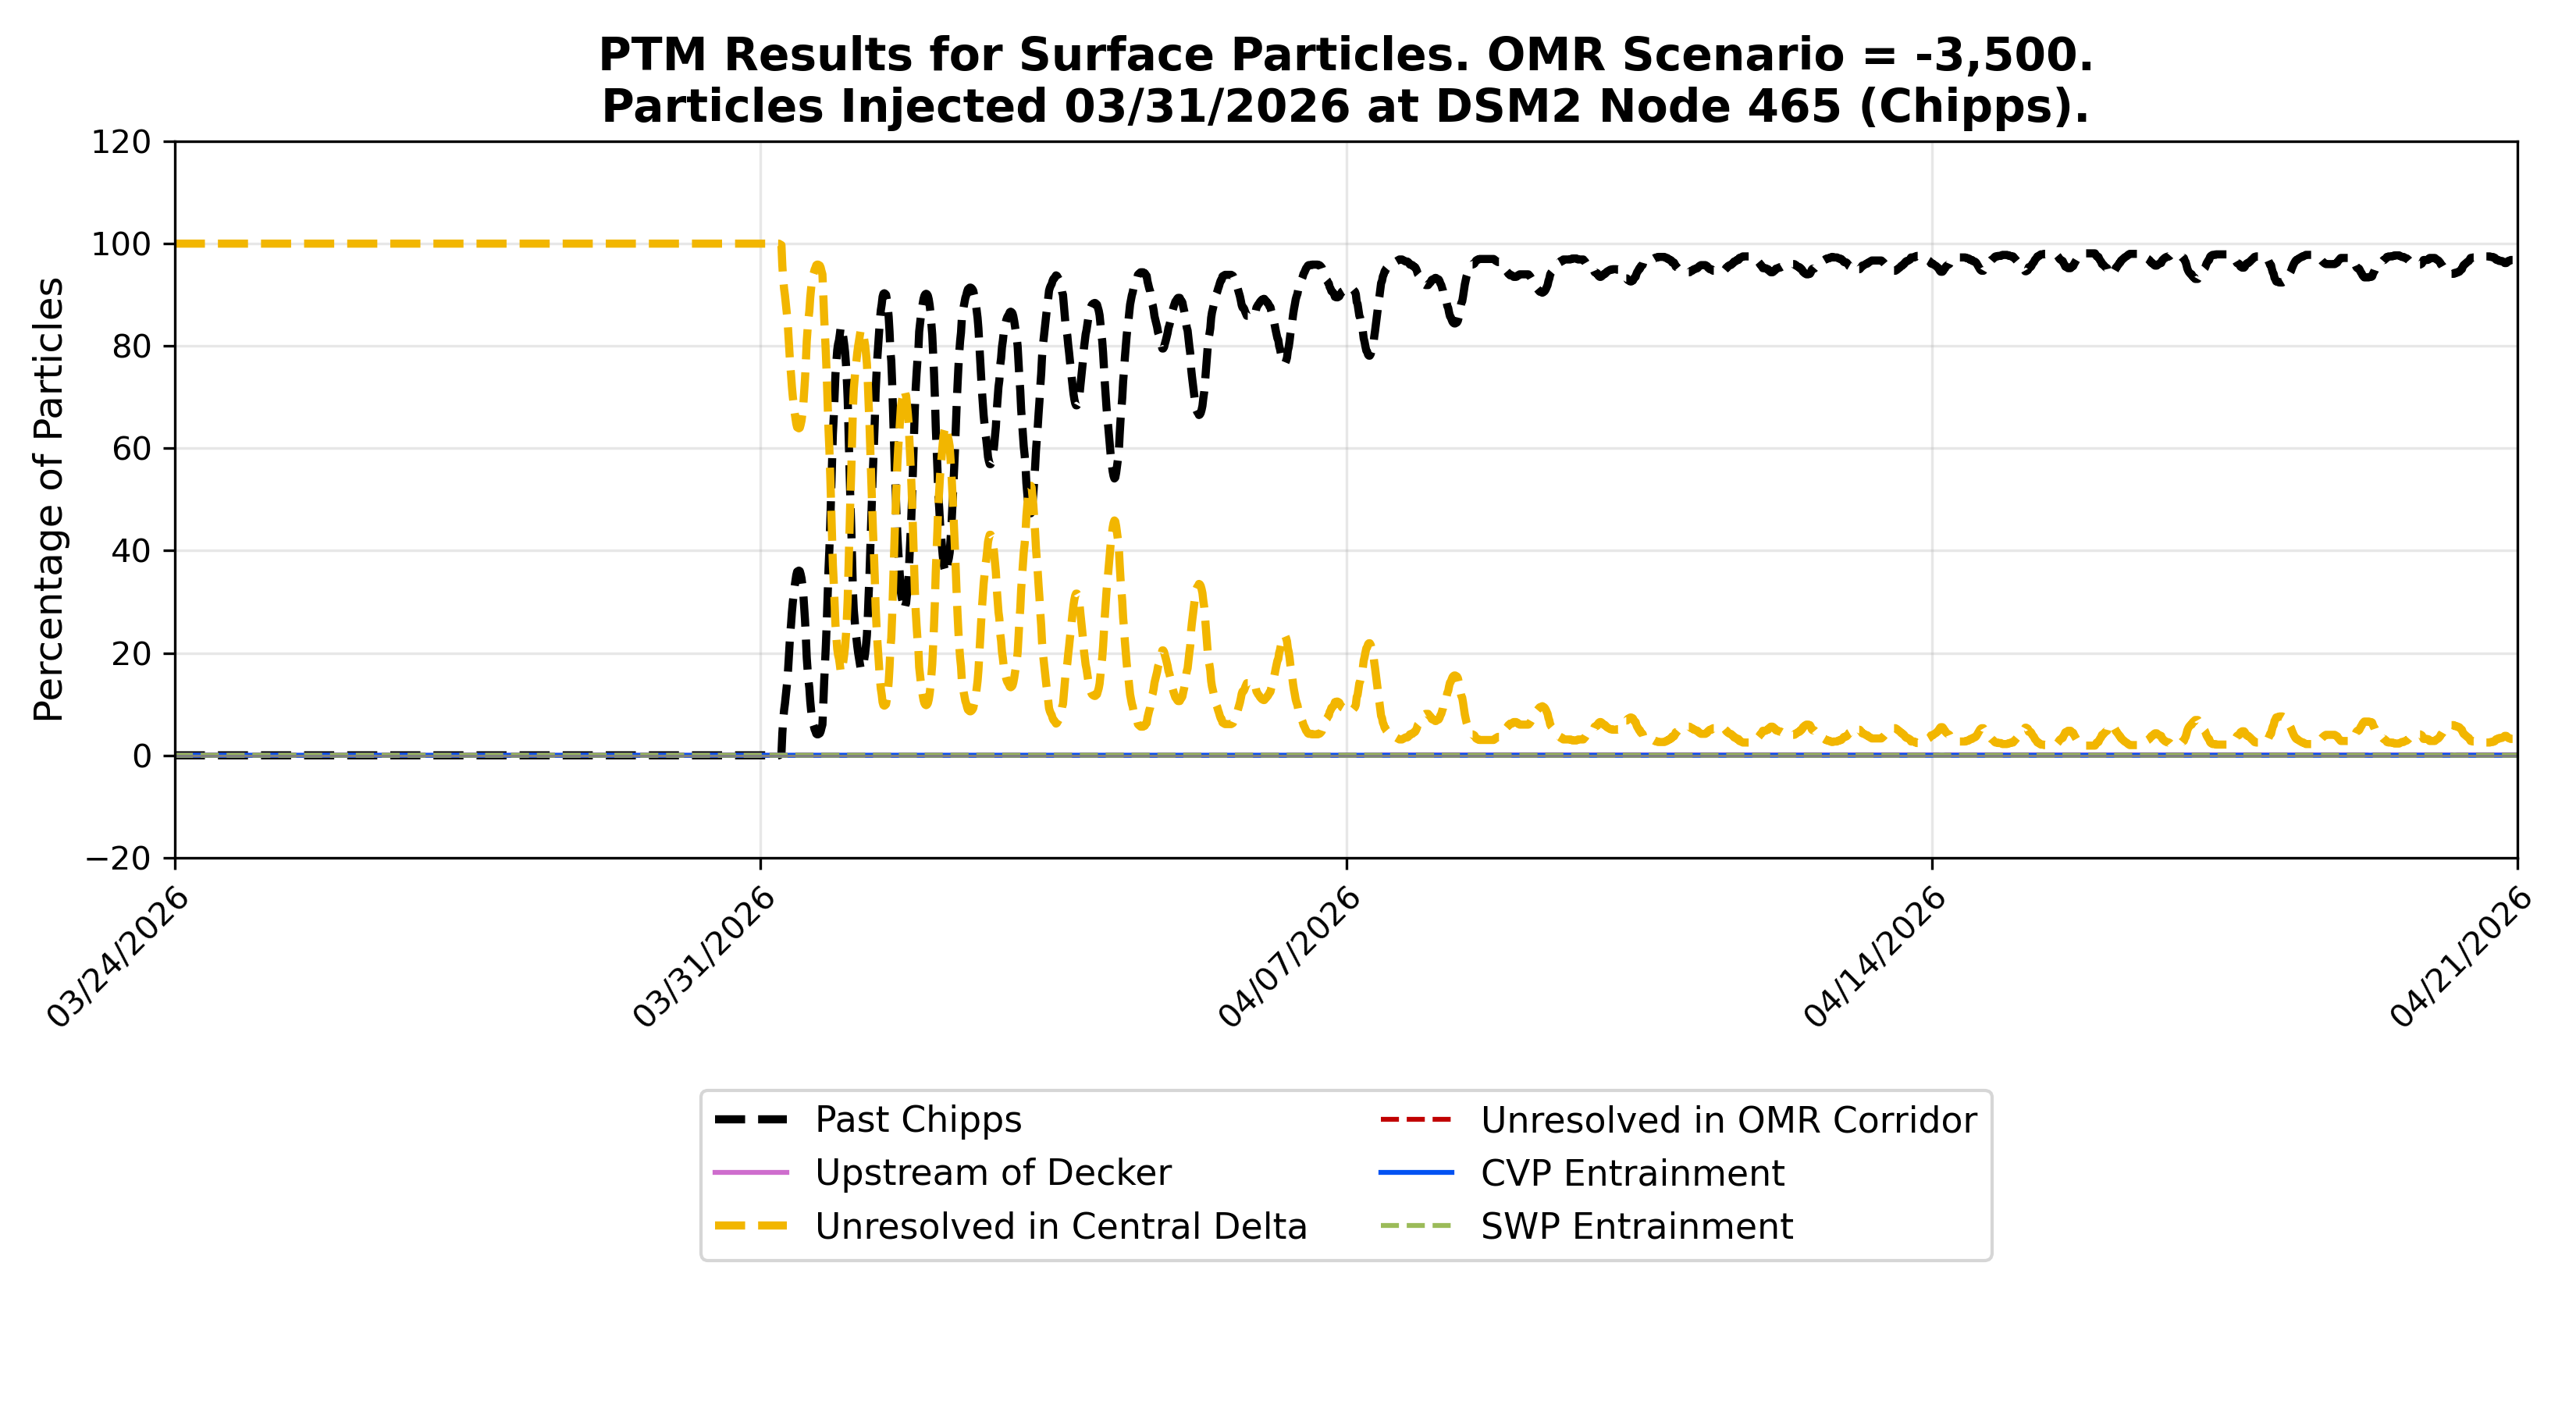 PTM Results for Surface Particles. OMR Scenario = -3,500.
Particles Injected 03/31/2026 at DSM2 Node 465 (Chipps).
Percentage of Particles
120
100
80
60
40
20
0
−20
03/24/2026
03/31/2026
04/07/2026
04/14/2026
04/21/2026
Past Chipps
Upstream of Decker
Unresolved in Central Delta
Unresolved in OMR Corridor
CVP Entrainment
SWP Entrainment